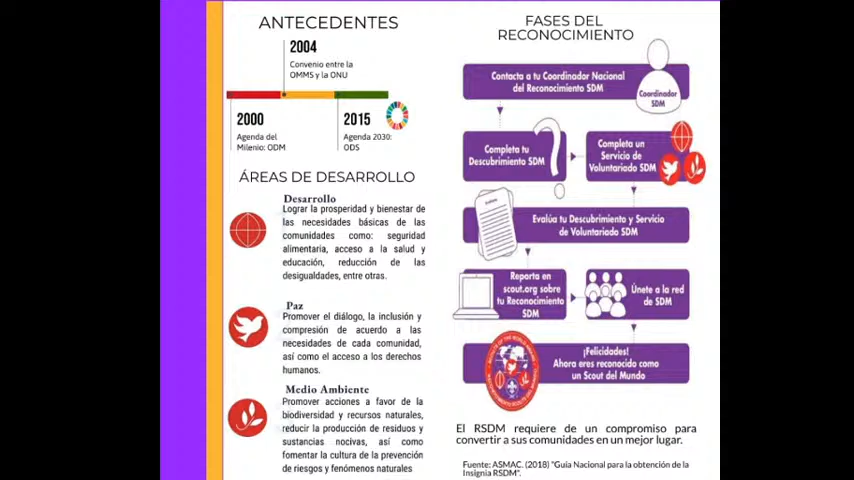 ANTECEDENTES
2004
Convenio entre la
OMMS y la ONU
2000
Agenda del
Milenio: ODM
2015
Agenda 2030:
ODS
ÁREAS DE DESARROLLO
Desarrollo
Lograr la prosperidad y bienestar de
las necesidades básicas de las
comunidades como: seguridad
alimentaria, acceso a la salud y
educación, reducción de las
desigualdades, entre otras.
Paz
Promover el diálogo, la inclusión y
compresión de acuerdo a las
necesidades de cada comunidad,
así como el acceso a los derechos
humanos.
Medio Ambiente
Promover acciones a favor de la
biodiversidad y recursos naturales,
reducir la producción de residuos y
sustancias nocivas, así como
fomentar la cultura de la prevención
de riesgos y fenómenos naturales
FASES DEL
RECONOCIMIENTO
Contacta a tu Coordinador Nacional
del Reconocimiento SDM
Coordinador
SDM
Completa tu
Descubrimiento SDM
Completa un
Servicio de
Voluntariado SDM
Evalúa tu Descubrimiento y Servicio
de Voluntariado SDM
Reporta en
scout.org sobre
tu Reconocimiento
SDM
Únete a la red
de SDM
¡Felicidades!
Ahora eres reconocido como
un Scout del Mundo
El RSDM requiere de un compromiso para
convertir a sus comunidades en un mejor lugar.
Fuente: ASMAC. (2018) "Guía Nacional para la obtención de la
Insignia RSDM".